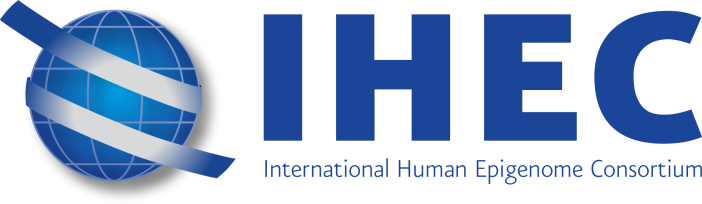 IHEC
International Human Epigenome Consortium